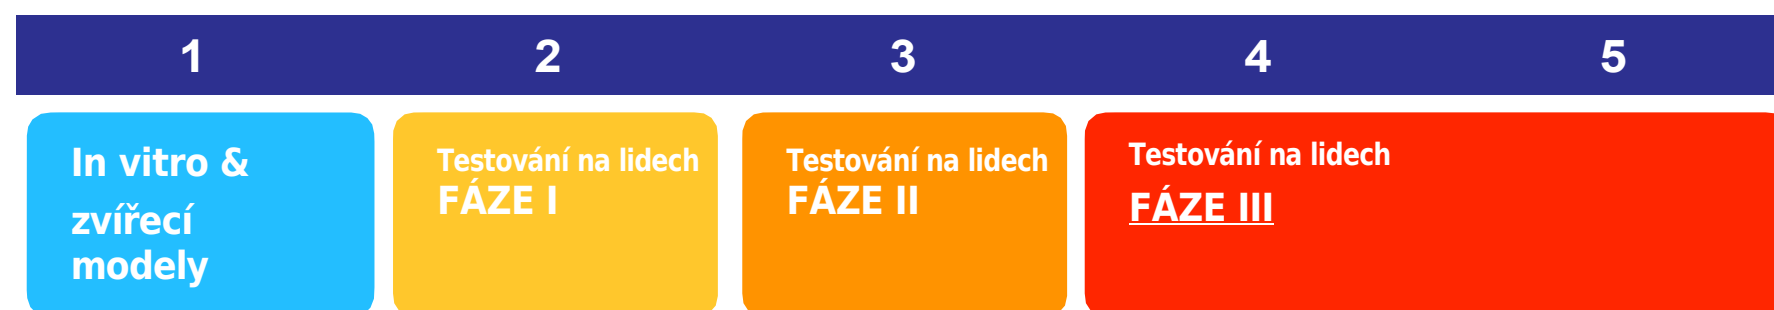 1 2 3 4 5
In vitro &
zvířecí
modely
Testování na lidech
FÁZE I
Testování na lidech
FÁZE II
Testování na lidech
FÁZE III